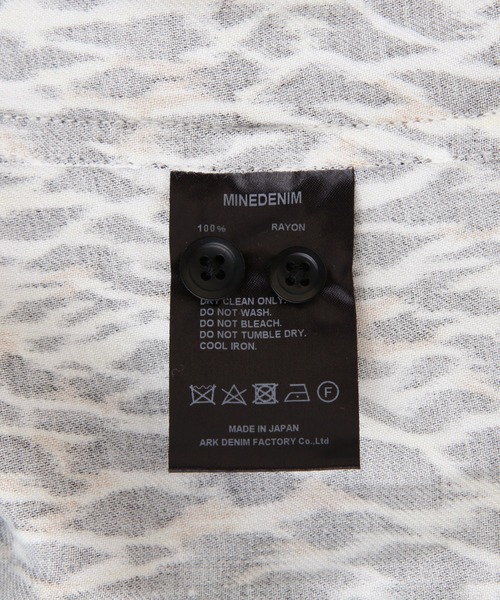 MINEDENIM
100% RAYON
DRY CLEAN ONLY.
DO NOT WASH.
DO NOT BLEACH.
DO NOT TUMBLE DRY.
COOL IRON.
F
MADE IN JAPAN
ARK DENIM FACTORY Co.,Ltd